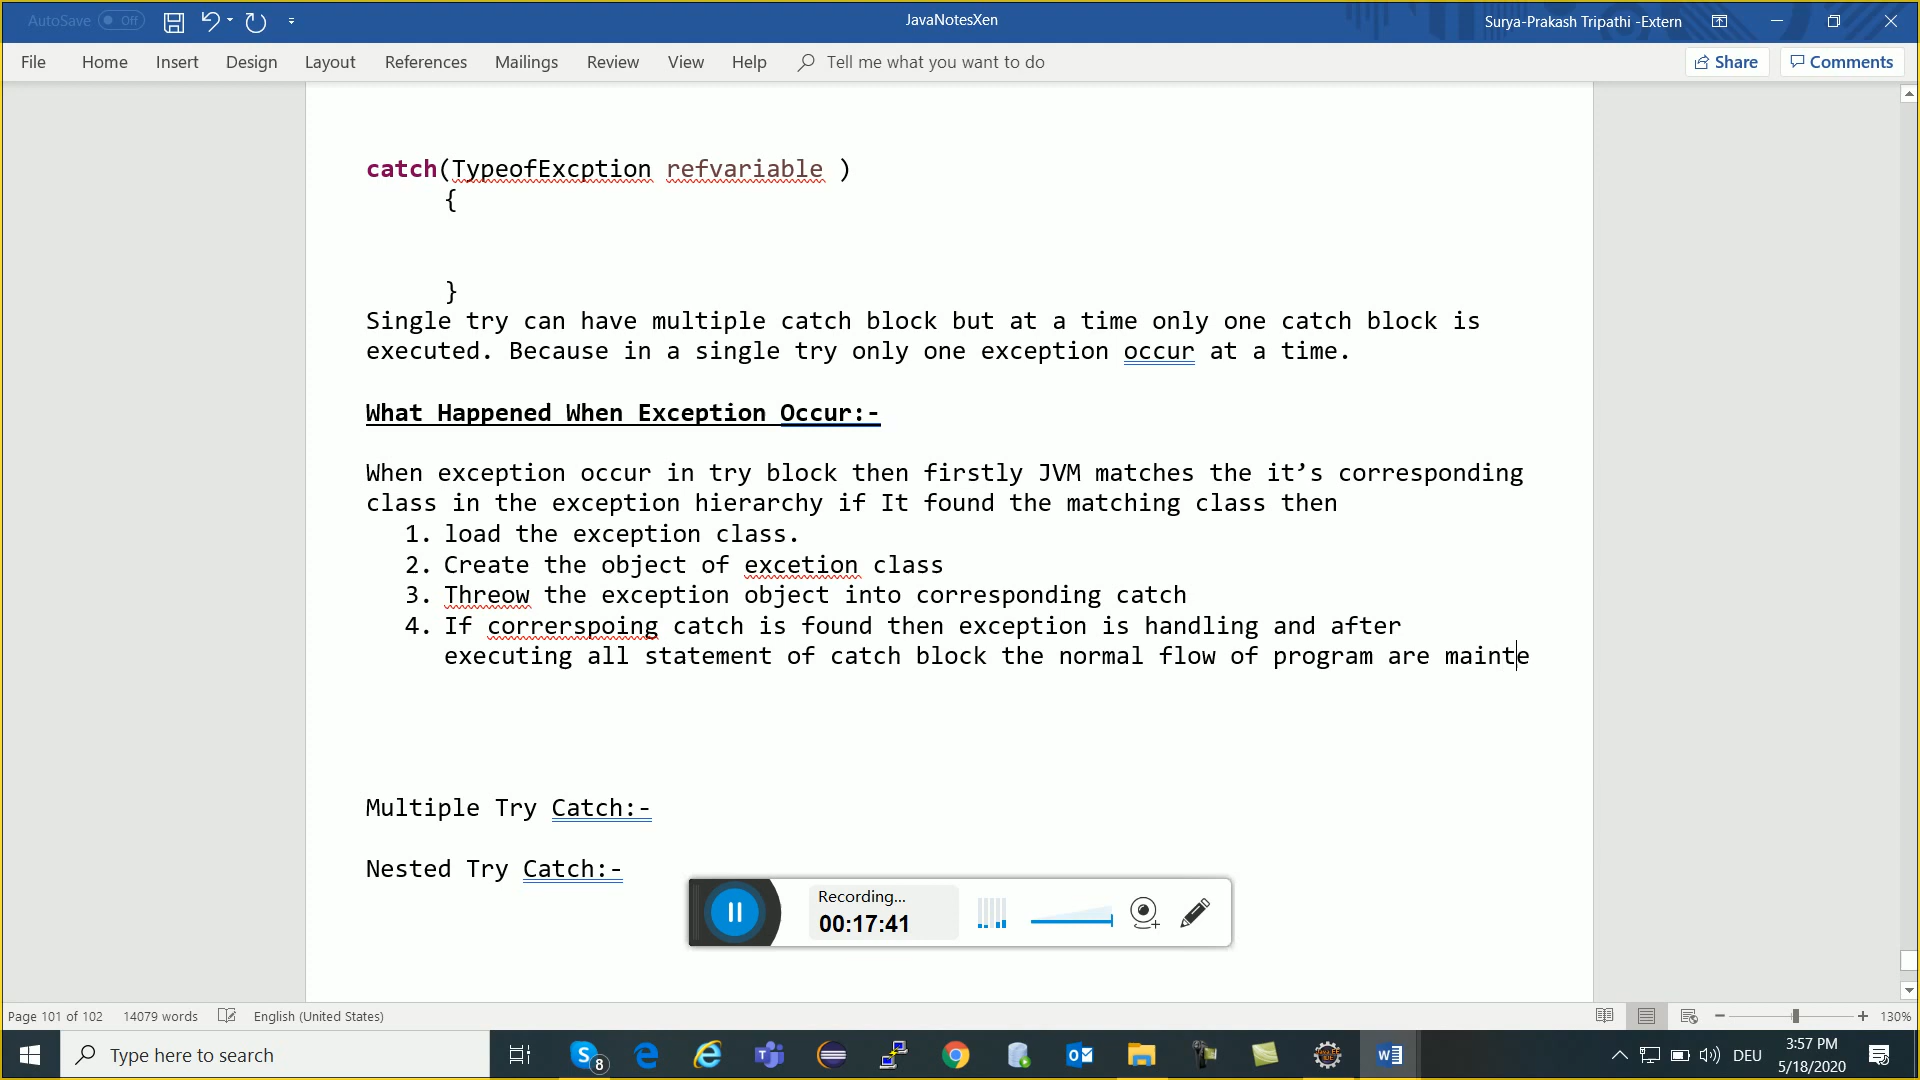 AutoSave Off
JavaNotesXen
Surya-Prakash Tripathi -Extern
File Home Insert Design Layout References Mailings Review View Help Tell me what you want to do Share Comments
catch(TypeofExcption refvariable )
{
}
Single try can have multiple catch block but at a time only one catch block is
executed. Because in a single try only one exception occur at a time.
What Happened When Exception Occur:-
When exception occur in try block then firstly JVM matches the it’s corresponding
class in the exception hierarchy if It found the matching class then
1. load the exception class.
2. Create the object of excetion class
3. Threow the exception object into corresponding catch
4. If correrspoing catch is found then exception is handling and after
executing all statement of catch block the normal flow of program are mainte
Multiple Try Catch:-
Nested Try Catch:-
Recording...
00:17:41
Page 101 of 102 14079 words English (United States) 130%
Type here to search
8
DEU
3:57 PM
5/18/2020